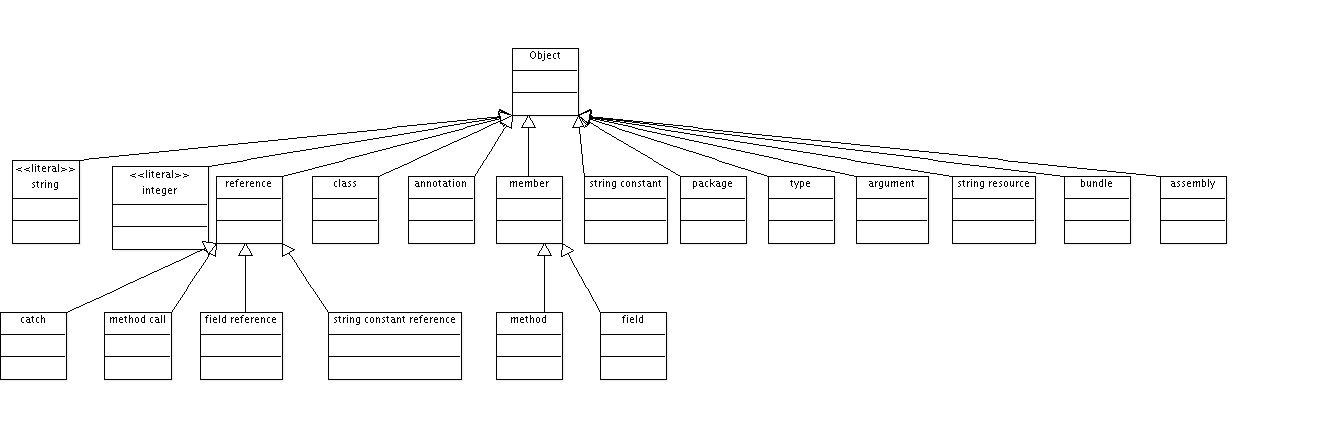 Object
<<literal>>
string
<<literal>>
integer
reference
class
annotation
member
string constant
package
type
argument
string resource
bundle
assembly
catch
method call
field reference
string constant reference
method
field